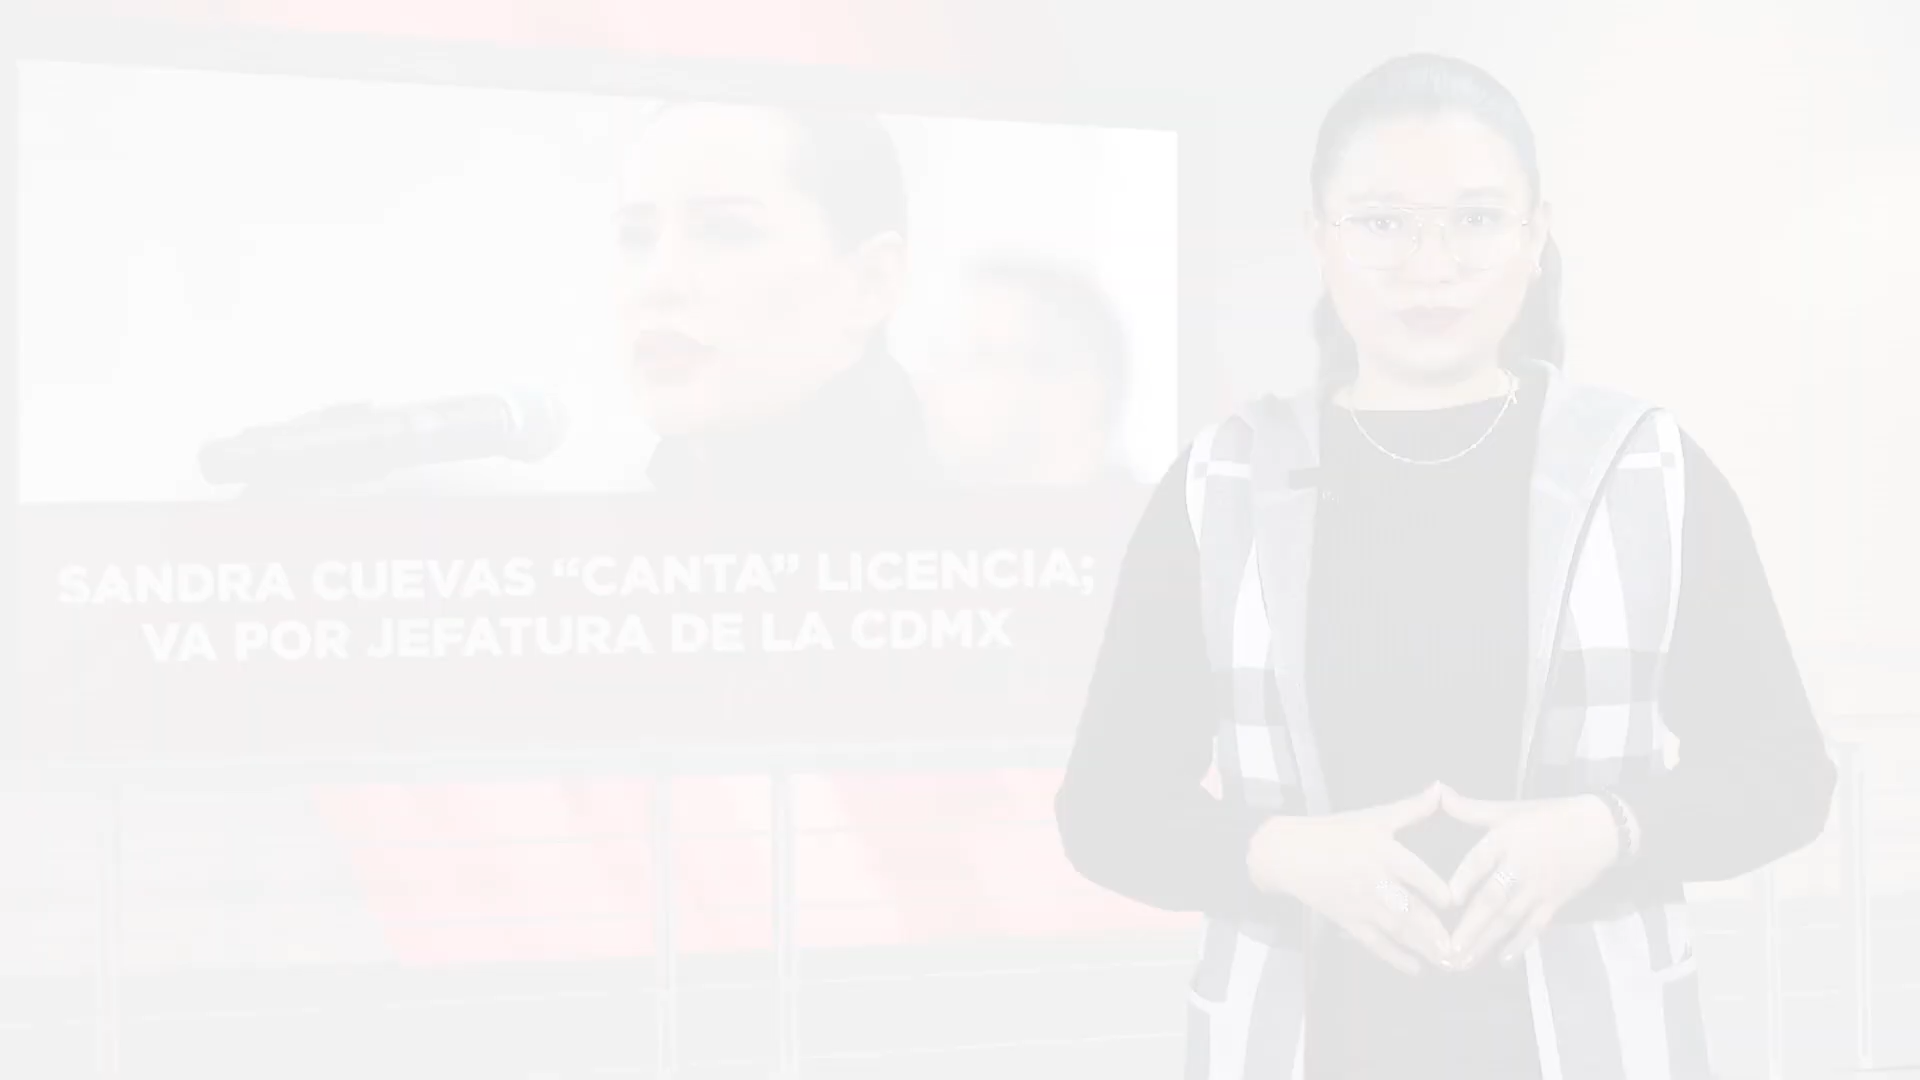 SANDRA CUEVAS “CANTA” LICENCIA;
VA POR JEFATURA DE LA CDMX